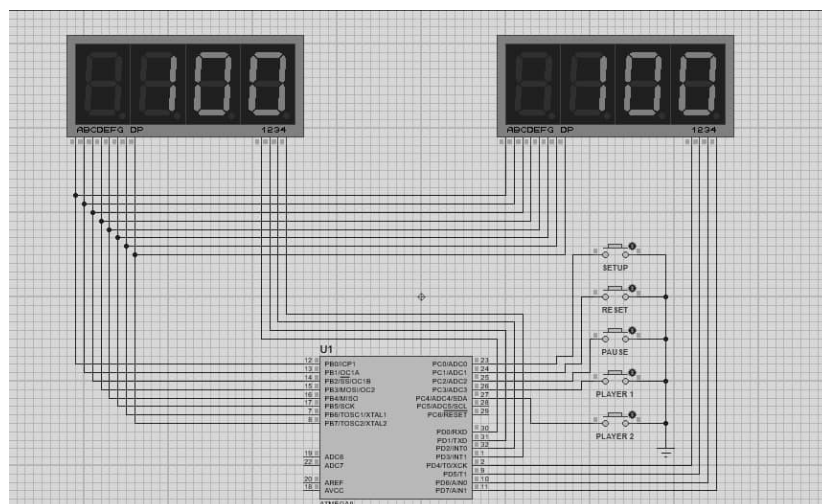 100
100
ABCDEFG DP
1234
ABCDEFG DP
1234
SETUP
RESET
PAUSE
PLAYER 1
PLAYER 2
U1
12 PB0/ICP1
13 PB1/OC1A
14 PB2/SS/OC1B
15 PB3/MOSI/OC2
16 PB4/MISO
17 PB5/SCK
7 PB6/TOSC1/XTAL1
8 PB7/TOSC2/XTAL2
19 ADC6
22 ADC7
20 AREF
18 AVCC
PC0/ADC0 23
PC1/ADC1 24
PC2/ADC2 25
PC3/ADC3 26
PC4/ADC4/SDA 27
PC5/ADC5/SCL 28
PC6/RESET 29
PD0/RXD 30
PD1/TXD 31
PD2/INT0 32
PD3/INT1 1
PD4/T0/XCK 2
PD5/T1 9
PD6/AIN0 10
PD7/AIN1 11